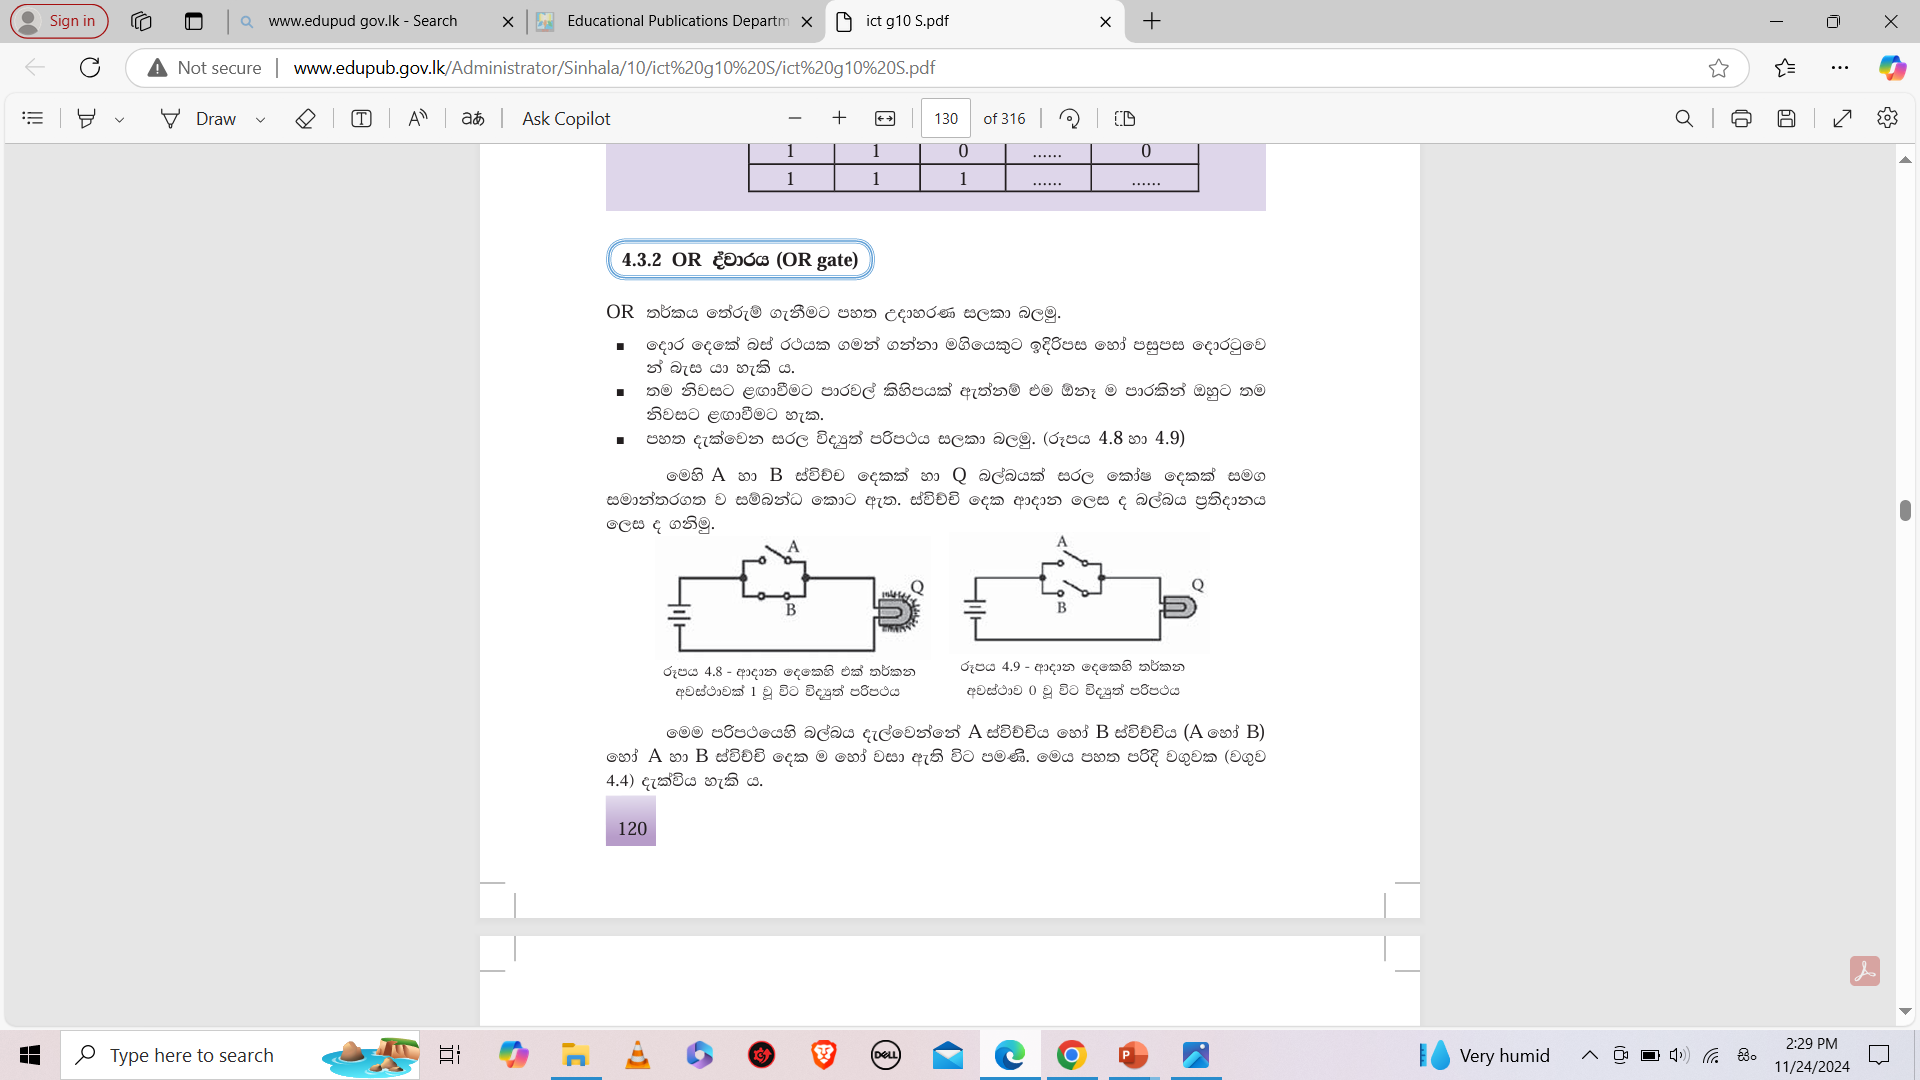 Sign in
www.edupud gov.lk - Search
Educational Publications Departm
ict g10 S.pdf
Not secure
www.edupub.gov.lk/Administrator/Sinhala/10/ict%20g10%20S/ict%20g10%20S.pdf
Draw
aあ
Ask Copilot
130 of 316
1 1 0 ...... 0
1 1 1 ...... ......
4.3.2 OR ද්වාරය (OR gate)
OR තර්කය තේරුම් ගැනීමට පහත උදාහරණ සලකා බලමු.
■ දොර දෙකේ බස් රථයක ගමන් ගන්නා මගියෙකුට ඉදිරිපස හෝ පසුපස දොරටුවෙ
න් බැස යා හැකි ය.
■ තම නිවසට ළඟාවීමට පාරවල් කිහිපයක් ඇත්නම් එම ඕනෑ ම පාරකින් ඔහුට තම
නිවසට ළඟාවීමට හැක.
■ පහත දැක්වෙන සරල විද්‍යුත් පරිපථය සලකා බලමු. (රූපය 4.8 හා 4.9)
මෙහි A හා B ස්විච්ච දෙකක් හා Q බල්බයක් සරල කෝෂ දෙකක් සමග
සමාන්තරගත ව සම්බන්ධ කොට ඇත. ස්විච්චි දෙක ආදාන ලෙස ද බල්බය ප්‍රතිදානය
ලෙස ද ගනිමු.
A
B
Q
A
B
Q
රූපය 4.8 - ආදාන දෙකෙහි එක් තර්කන
අවස්ථාවක් 1 වූ විට විද්‍යුත් පරිපථය
රූපය 4.9 - ආදාන දෙකෙහි තර්කන
අවස්ථාව 0 වූ විට විද්‍යුත් පරිපථය
මෙම පරිපථයෙහි බල්බය දැල්වෙන්නේ A ස්විච්චිය හෝ B ස්විච්චිය (A හෝ B)
හෝ A හා B ස්විච්චි දෙක ම හෝ වසා ඇති විට පමණි. මෙය පහත පරිදි වගුවක (වගුව
4.4) දැක්විය හැකි ය.
120
Type here to search
DELL
Very humid
සිං
2:29 PM
11/24/2024